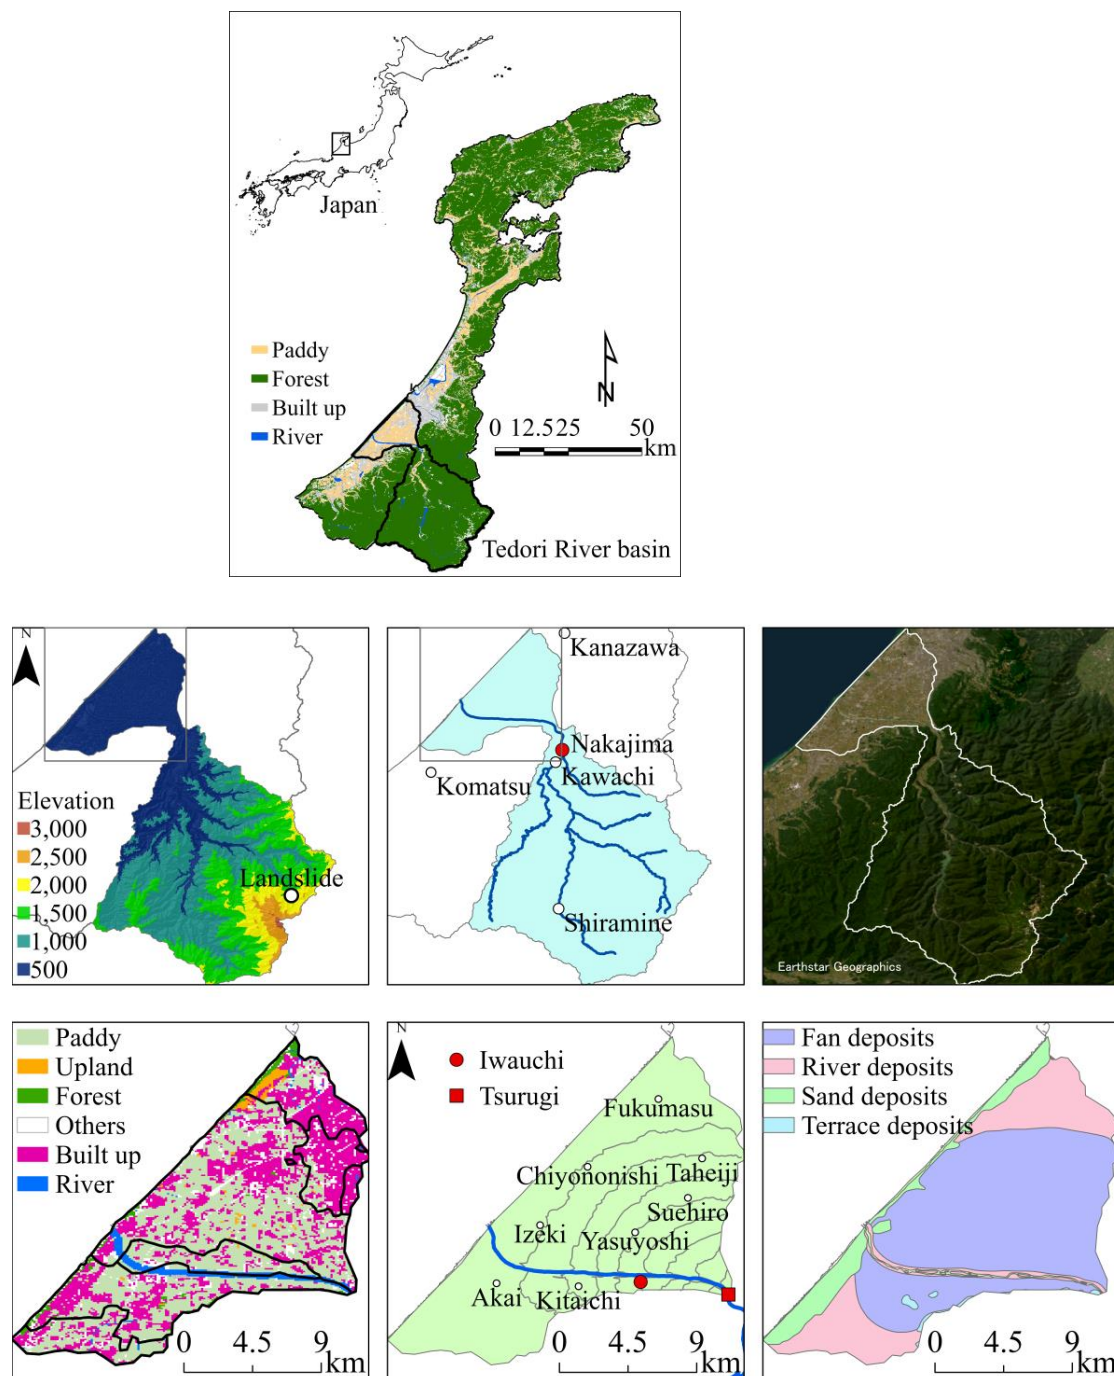 Japan
Paddy
Forest
Built up
River
N
0 12.5 25 50
km
Tedori River basin
N
Elevation
3,000
2,500
2,000
1,500
1,000
500
Landslide
Kanazawa
Nakajima
Kawachi
Komatsu
Shiramine
Earthstar Geographics
Paddy
Upland
Forest
Others
Built up
River
0 4.5 9
km
N
Iwauchi
Tsurugi
Fukumasu
Chiyononishi
Taheiji
Suehiro
Izeki
Yasuyoshi
Akai
Kitaichi
0 4.5 9
km
Fan deposits
River deposits
Sand deposits
Terrace deposits
0 4.5 9
km